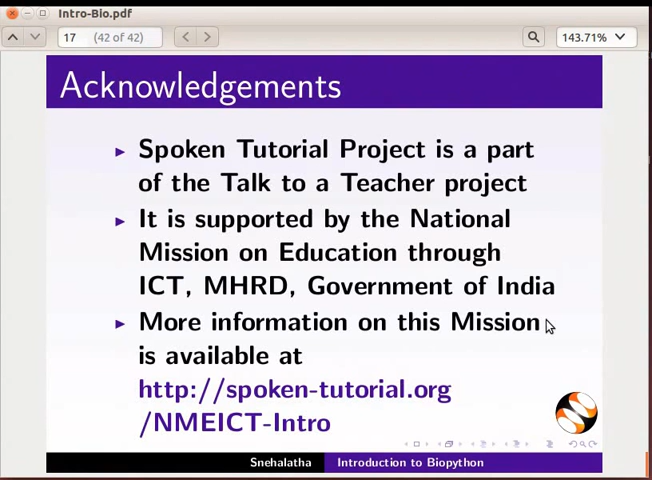 Intro-Bio.pdf
17 (42 of 42) 143.71%
Acknowledgements
Spoken Tutorial Project is a part
of the Talk to a Teacher project
It is supported by the National
Mission on Education through
ICT, MHRD, Government of India
More information on this Mission
is available at
http://spoken-tutorial.org
/NMEICT-Intro
Snehalatha Introduction to Biopython